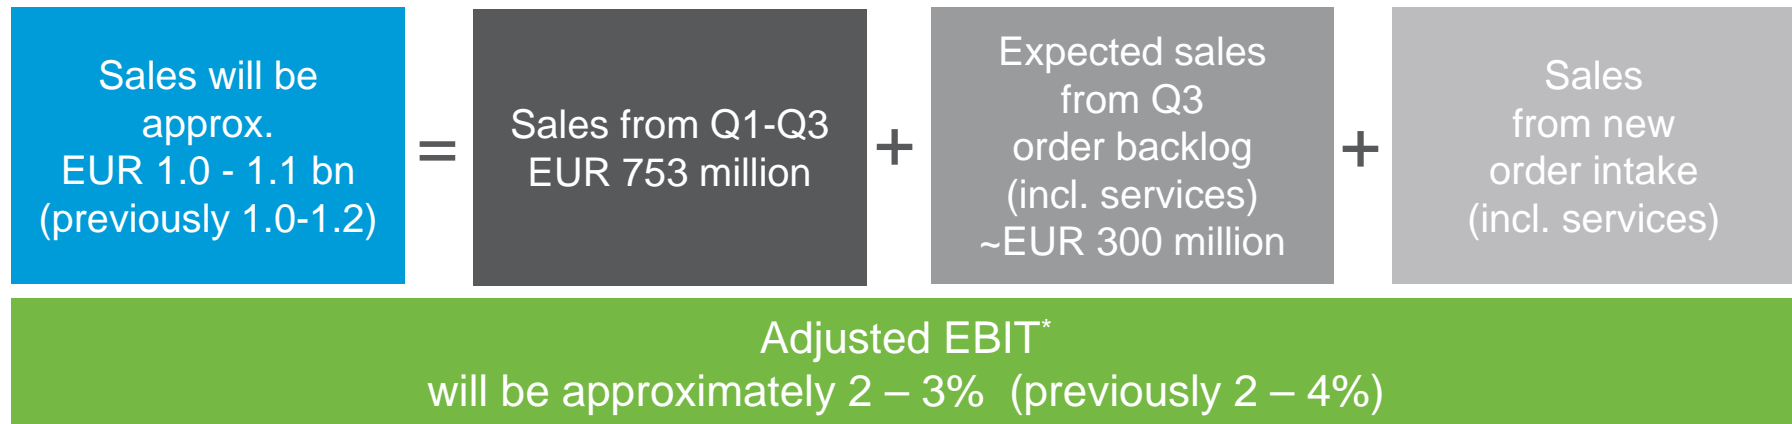 Sales will be
approx.
EUR 1.0 - 1.1 bn
(previously 1.0-1.2)
=
Sales from Q1-Q3
EUR 753 million
+
Expected sales
from Q3
order backlog
(incl. services)
~EUR 300 million
+
Sales
from new
order intake
(incl. services)
Adjusted EBIT*
will be approximately 2 – 3% (previously 2 – 4%)